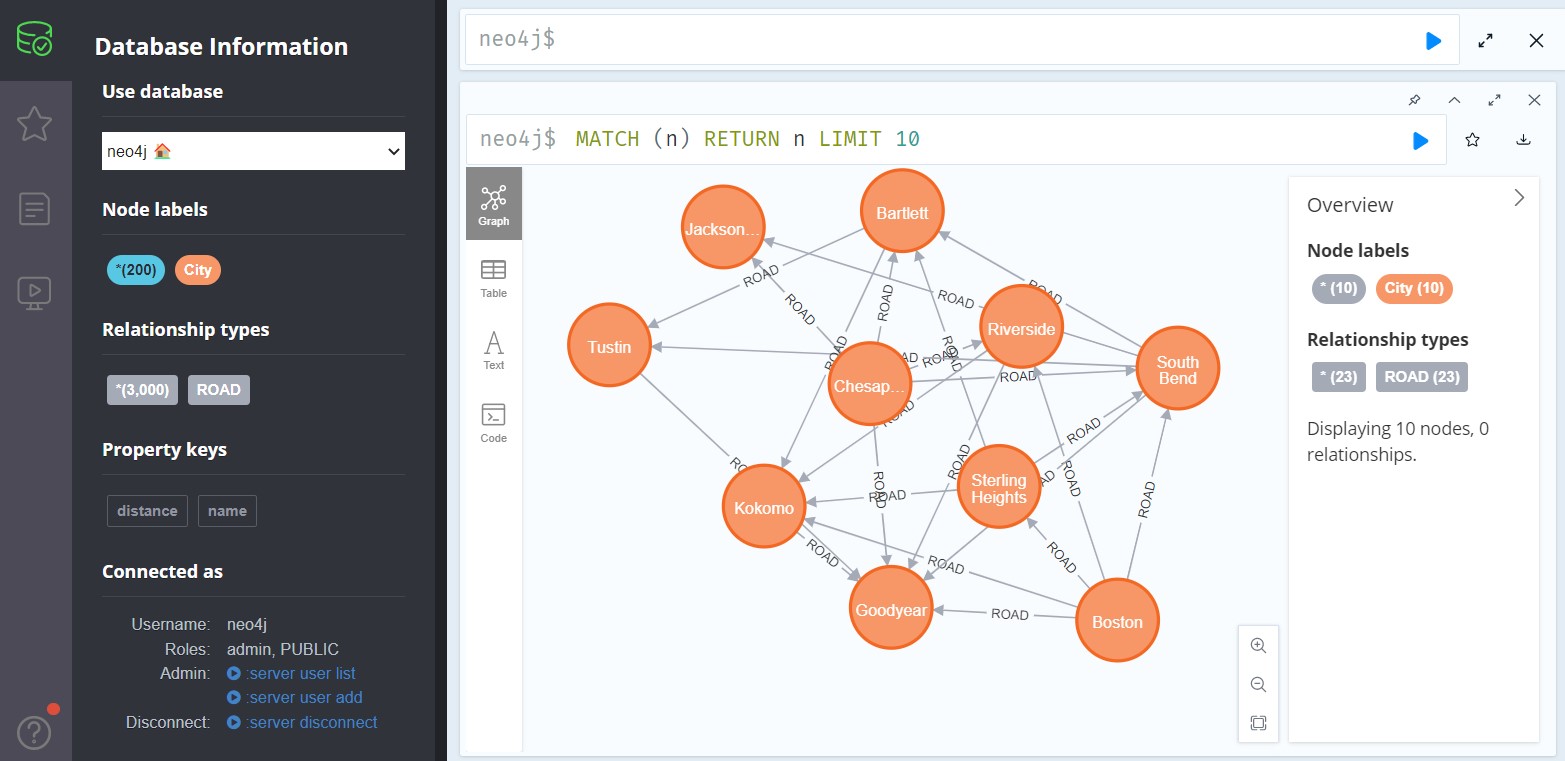 Database Information
Use database
neo4j
Node labels
*(200) City
Relationship types
*(3,000) ROAD
Property keys
distance name
Connected as
Username: neo4j
Roles: admin, PUBLIC
Admin: :server user list
:server user add
Disconnect: :server disconnect
neo4j$
neo4j$ MATCH (n) RETURN n LIMIT 10
Graph
Table
Text
Code
Jackson...
Bartlett
ROAD
ROAD
ROAD
ROAD
ROAD
Riverside
Tustin
ROAD
ROAD
ROAD
South
Bend
Chesap...
ROAD
ROAD
ROAD
ROAD
ROAD
Sterling
Heights
ROAD
ROAD
ROAD
Kokomo
ROAD
ROAD
ROAD
ROAD
Goodyear
ROAD
Boston
Overview
Node labels
* (10) City (10)
Relationship types
* (23) ROAD (23)
Displaying 10 nodes, 0
relationships.